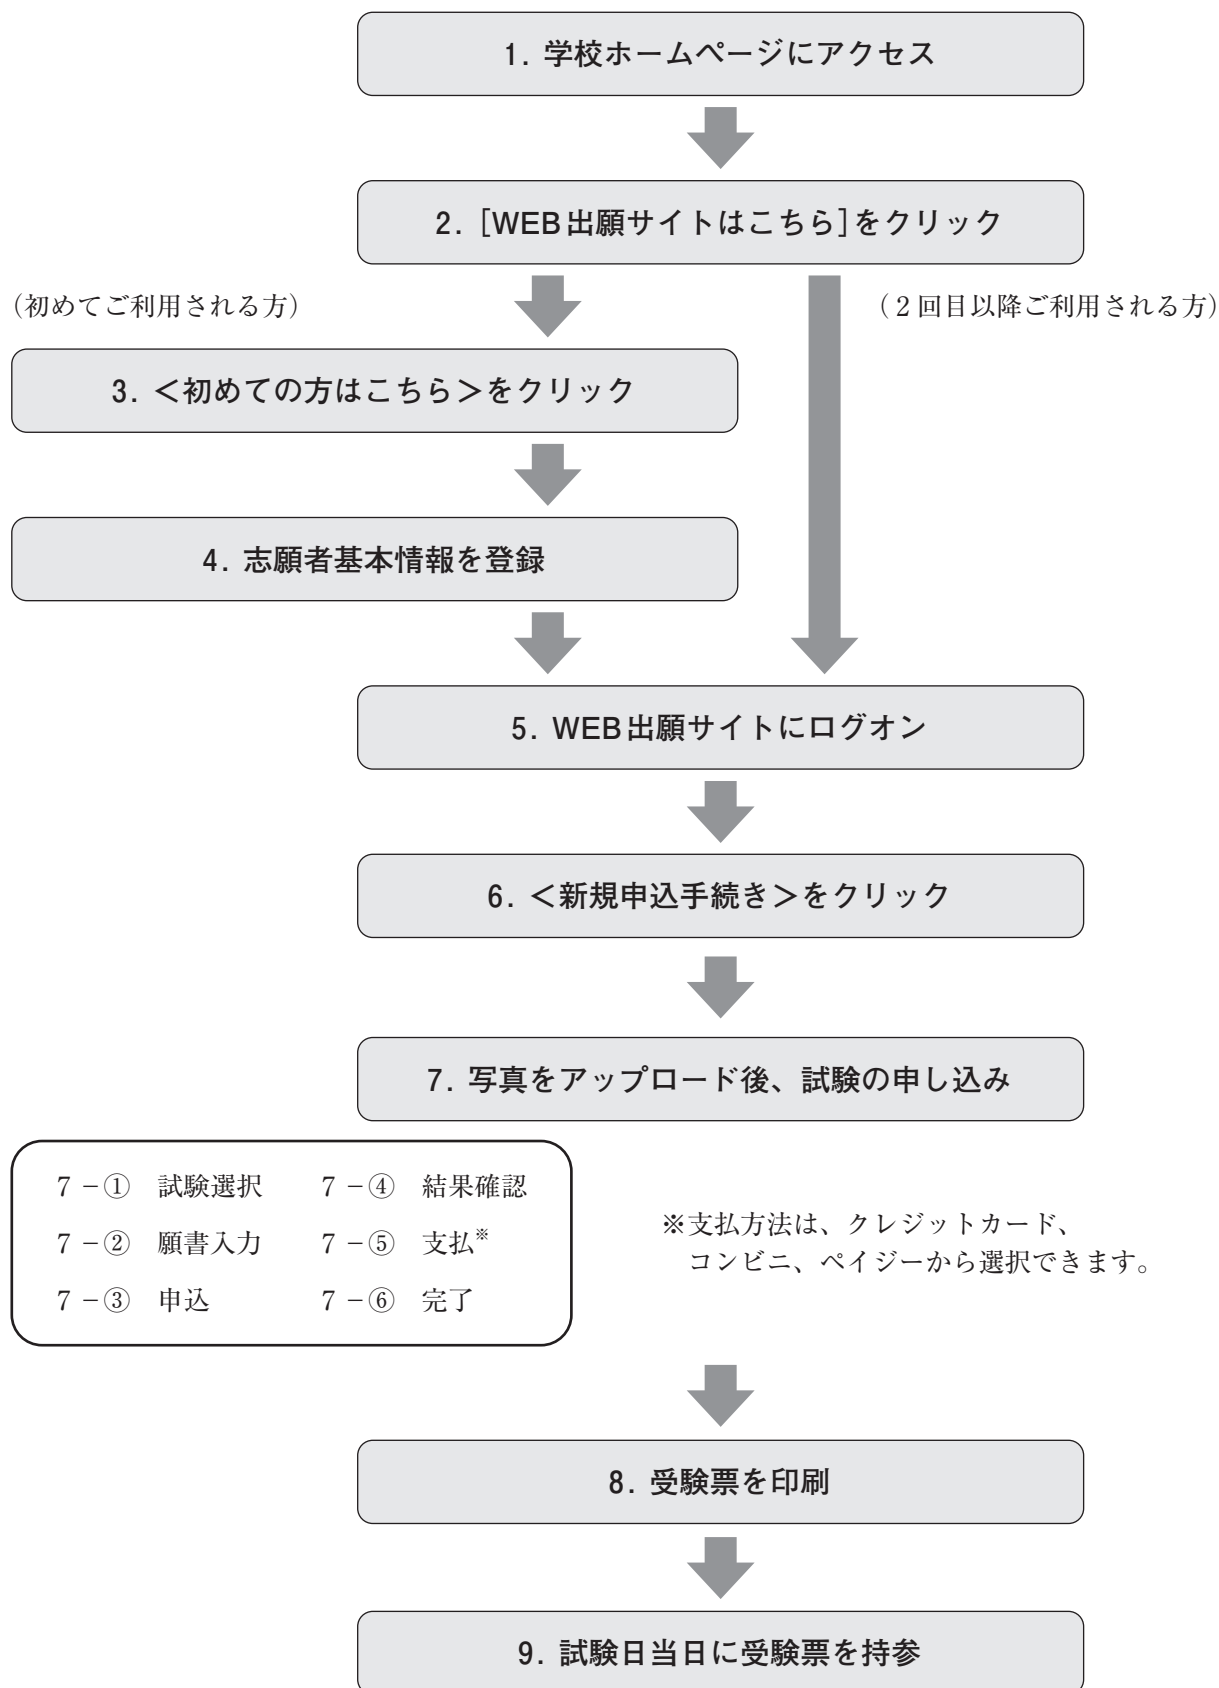 1. 学校ホームページにアクセス
2. [WEB出願サイトはこちら]をクリック
(初めてご利用される方)
(2回目以降ご利用される方)
3. <初めての方はこちら>をクリック
4. 志願者基本情報を登録
5. WEB出願サイトにログオン
6. <新規申込手続き>をクリック
7. 写真をアップロード後、試験の申し込み
7-① 試験選択 7-④ 結果確認
7-② 願書入力 7-⑤ 支払※
7-③ 申込 7-⑥ 完了
※支払方法は、クレジットカード、
コンビニ、ペイジーから選択できます。
8. 受験票を印刷
9. 試験日当日に受験票を持参